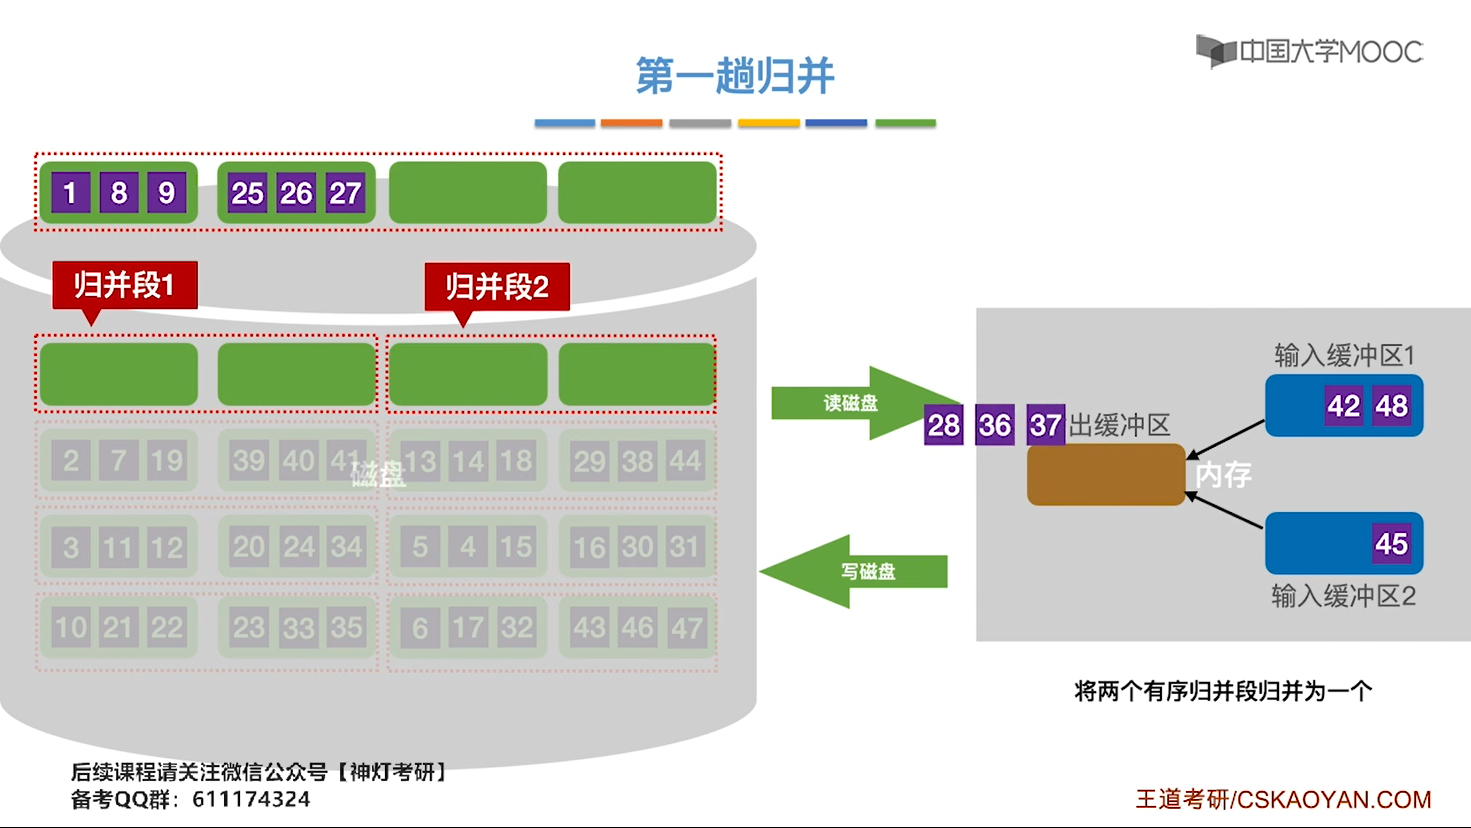 中国大学MOOC
第一趟归并
1 8 9 25 26 27
归并段1 归并段2
输入缓冲区1
读磁盘
42 48
28 36 37 出缓冲区
2 7 19 39 40 41 13 14 18 29 38 44
磁盘
内存
3 11 12 20 24 34 5 4 15 16 30 31
45
写磁盘
输入缓冲区2
10 21 22 23 33 35 6 17 32 43 46 47
将两个有序归并段归并为一个
后续课程请关注微信公众号【神灯考研】
备考QQ群：611174324
王道考研/CSKAOYAN.COM